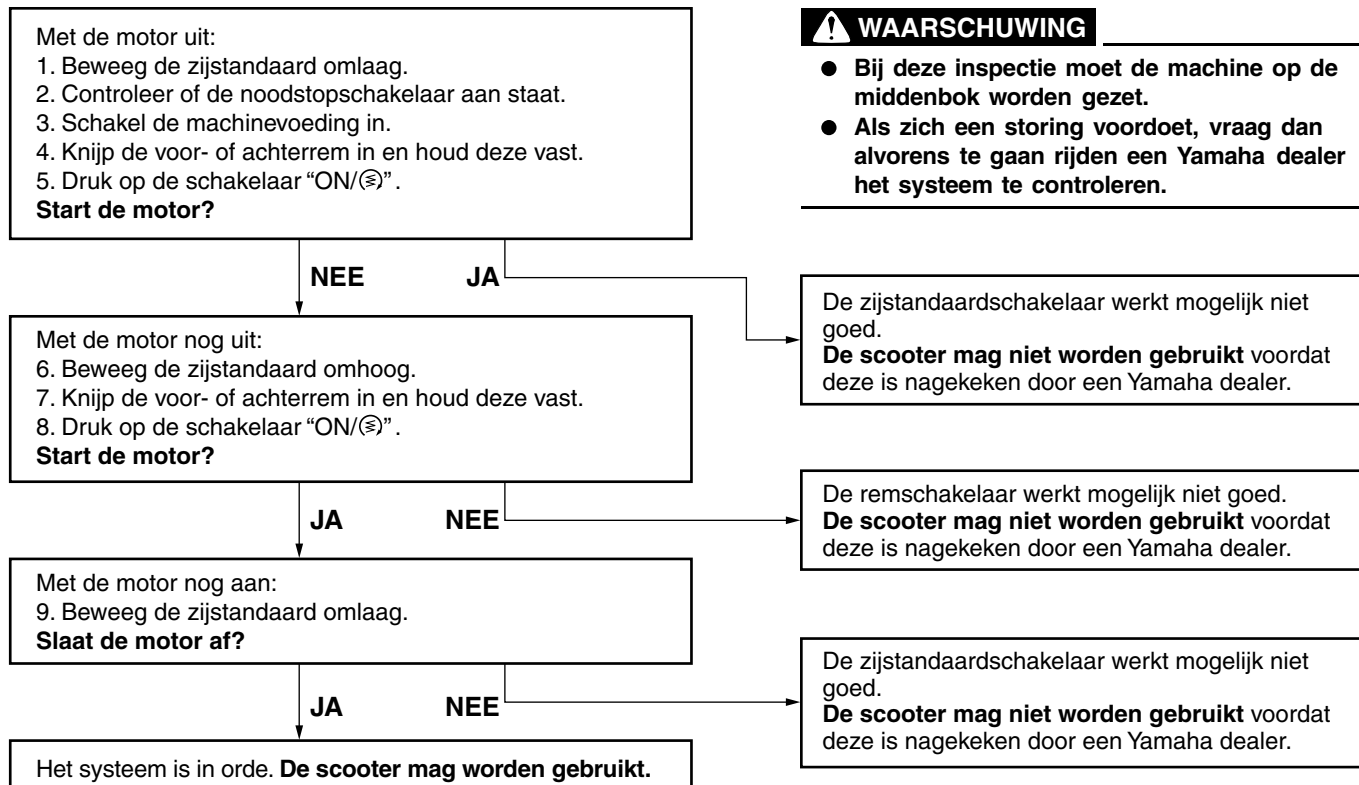 Met de motor uit:
1. Beweeg de zijstandaard omlaag.
2. Controleer of de noodstopschakelaar aan staat.
3. Schakel de machinevoeding in.
4. Knijp de voor- of achterrem in en houd deze vast.
5. Druk op de schakelaar “ON/”.
Start de motor?
WAARSCHUWING
● Bij deze inspectie moet de machine op de
middenbok worden gezet.
● Als zich een storing voordoet, vraag dan
alvorens te gaan rijden een Yamaha dealer
het systeem te controleren.
NEE JA
De zijstandaardschakelaar werkt mogelijk niet
goed.
De scooter mag niet worden gebruikt voordat
deze is nagekeken door een Yamaha dealer.
Met de motor nog uit:
6. Beweeg de zijstandaard omhoog.
7. Knijp de voor- of achterrem in en houd deze vast.
8. Druk op de schakelaar “ON/”.
Start de motor?
JA NEE
De remschakelaar werkt mogelijk niet goed.
De scooter mag niet worden gebruikt voordat
deze is nagekeken door een Yamaha dealer.
Met de motor nog aan:
9. Beweeg de zijstandaard omlaag.
Slaat de motor af?
JA NEE
De zijstandaardschakelaar werkt mogelijk niet
goed.
De scooter mag niet worden gebruikt voordat
deze is nagekeken door een Yamaha dealer.
Het systeem is in orde. De scooter mag worden gebruikt.